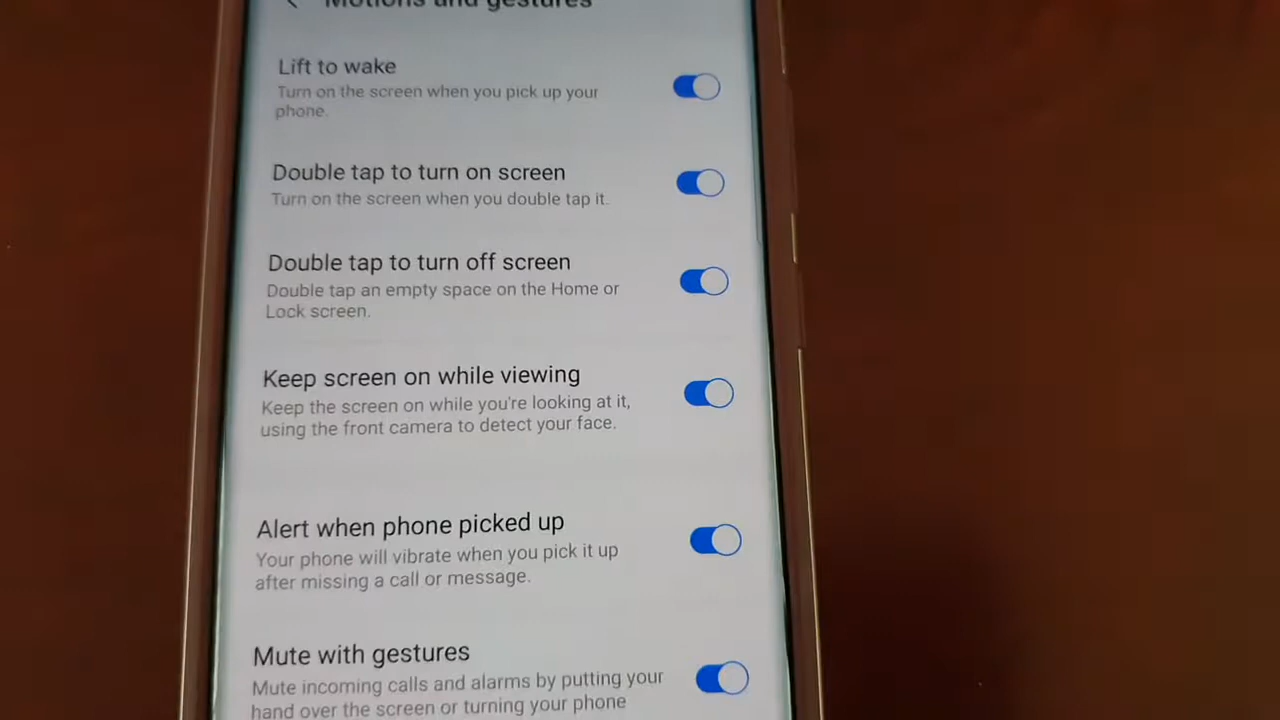 Motions and gestures
Lift to wake
Turn on the screen when you pick up your
phone.
Double tap to turn on screen
Turn on the screen when you double tap it.
Double tap to turn off screen
Double tap an empty space on the Home or
Lock screen.
Keep screen on while viewing
Keep the screen on while you're looking at it,
using the front camera to detect your face.
Alert when phone picked up
Your phone will vibrate when you pick it up
after missing a call or message.
Mute with gestures
Mute incoming calls and alarms by putting your
hand over the screen or turning your phone